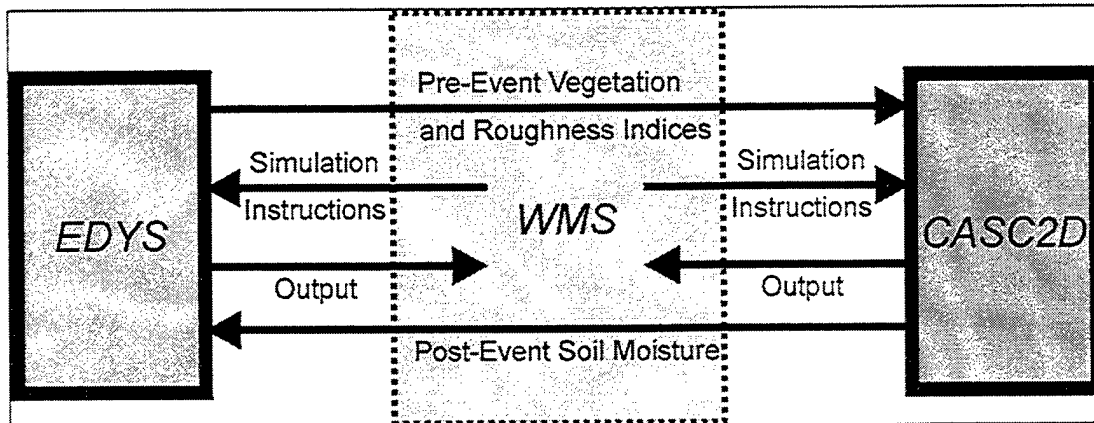 Pre-Event Vegetation
and Roughness Indices
Simulation
Instructions
Simulation
Instructions
EDYS
WMS
CASC2D
Output
Output
Post-Event Soil Moisture